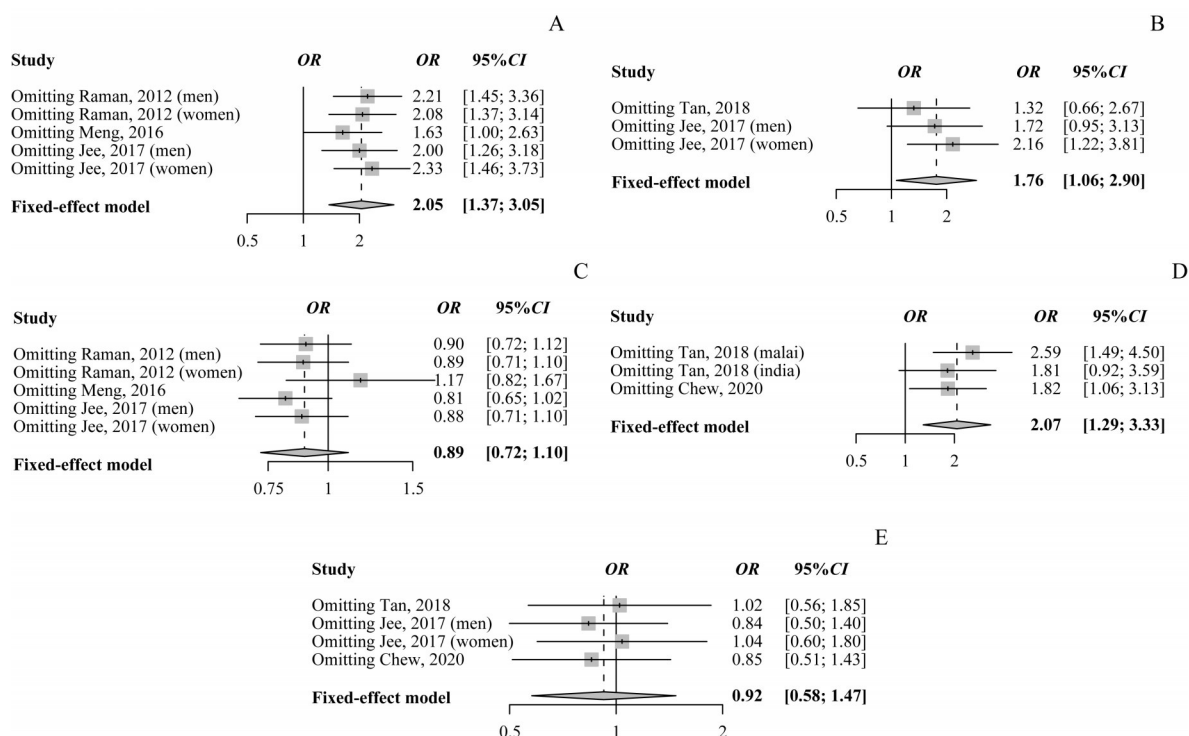 A
Study OR OR 95%CI
Omitting Raman, 2012 (men) 2.21 [1.45; 3.36]
Omitting Raman, 2012 (women) 2.08 [1.37; 3.14]
Omitting Meng, 2016 1.63 [1.00; 2.63]
Omitting Jee, 2017 (men) 2.00 [1.26; 3.18]
Omitting Jee, 2017 (women) 2.33 [1.46; 3.73]
Fixed-effect model 2.05 [1.37; 3.05]
0.5 1 2
B
Study OR OR 95%CI
Omitting Tan, 2018 1.32 [0.66; 2.67]
Omitting Jee, 2017 (men) 1.72 [0.95; 3.13]
Omitting Jee, 2017 (women) 2.16 [1.22; 3.81]
Fixed-effect model 1.76 [1.06; 2.90]
0.5 1 2
C
Study OR OR 95%CI
Omitting Raman, 2012 (men) 0.90 [0.72; 1.12]
Omitting Raman, 2012 (women) 0.89 [0.71; 1.10]
Omitting Meng, 2016 1.17 [0.82; 1.67]
Omitting Jee, 2017 (men) 0.81 [0.65; 1.02]
Omitting Jee, 2017 (women) 0.88 [0.71; 1.10]
Fixed-effect model 0.89 [0.72; 1.10]
0.75 1 1.5
D
Study OR OR 95%CI
Omitting Tan, 2018 (malai) 2.59 [1.49; 4.50]
Omitting Tan, 2018 (india) 1.81 [0.92; 3.59]
Omitting Chew, 2020 1.82 [1.06; 3.13]
Fixed-effect model 2.07 [1.29; 3.33]
0.5 1 2
E
Study OR OR 95%CI
Omitting Tan, 2018 1.02 [0.56; 1.85]
Omitting Jee, 2017 (men) 0.84 [0.50; 1.40]
Omitting Jee, 2017 (women) 1.04 [0.60; 1.80]
Omitting Chew, 2020 0.85 [0.51; 1.43]
Fixed-effect model 0.92 [0.58; 1.47]
0.5 1 2